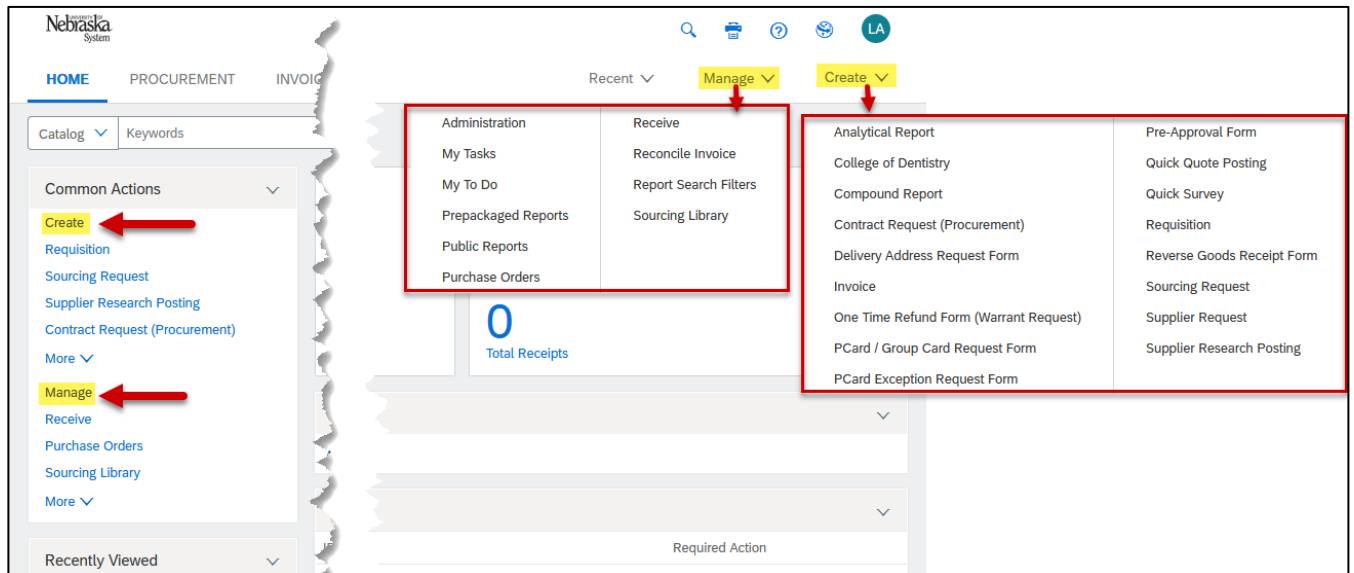 UNIVERSITY OF
Nebraska
System
LA
HOME PROCUREMENT INVOIC
Recent Manage Create
Catalog Keywords
Common Actions
Create
Requisition
Sourcing Request
Supplier Research Posting
Contract Request (Procurement)
More
Manage
Receive
Purchase Orders
Sourcing Library
More
Recently Viewed
Administration
My Tasks
My To Do
Prepackaged Reports
Public Reports
Purchase Orders
Receive
Reconcile Invoice
Report Search Filters
Sourcing Library
Analytical Report
College of Dentistry
Compound Report
Contract Request (Procurement)
Delivery Address Request Form
Invoice
One Time Refund Form (Warrant Request)
PCard / Group Card Request Form
PCard Exception Request Form
Pre-Approval Form
Quick Quote Posting
Quick Survey
Requisition
Reverse Goods Receipt Form
Sourcing Request
Supplier Request
Supplier Research Posting
0
Total Receipts
Required Action